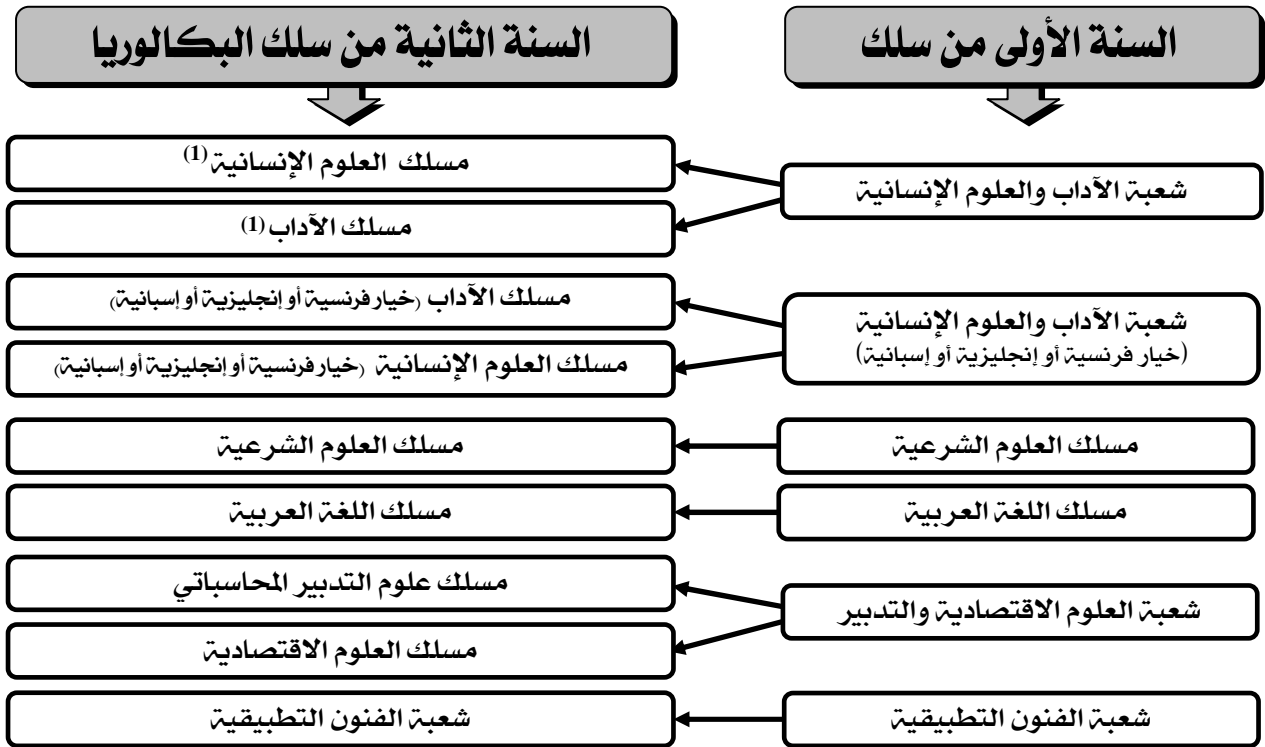 السنة الأولى من سلك
السنة الثانية من سلك البكالوريا
شعبة الآداب والعلوم الإنسانية
مسلك العلوم الإنسانية (1)
مسلك الآداب (1)
شعبة الآداب والعلوم الإنسانية
(خيار فرنسية أو إنجليزية أو إسبانية)
مسلك الآداب (خيار فرنسية أو إنجليزية أو إسبانية)
مسلك العلوم الإنسانية (خيار فرنسية أو إنجليزية أو إسبانية)
مسلك العلوم الشرعية
مسلك العلوم الشرعية
مسلك اللغة العربية
مسلك اللغة العربية
شعبة العلوم الاقتصادية والتدبير
مسلك علوم التدبير المحاسباتي
مسلك العلوم الاقتصادية
شعبة الفنون التطبيقية
شعبة الفنون التطبيقية